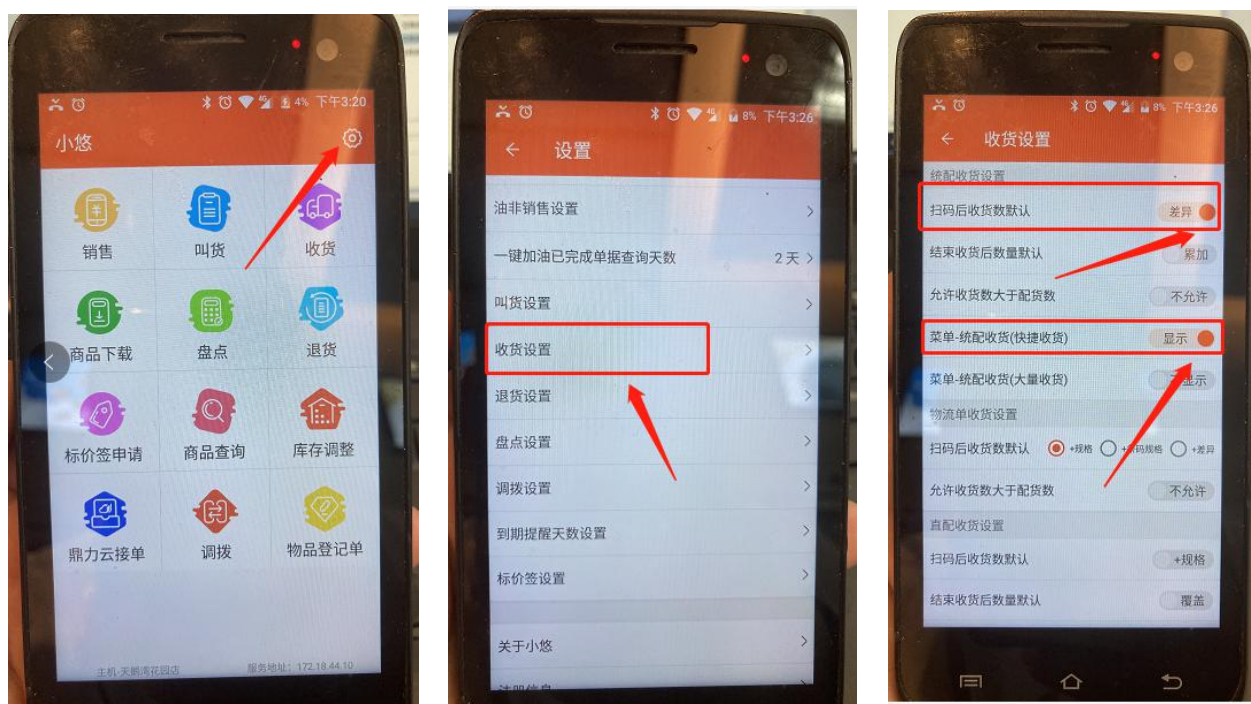 4G 4% 下午3:20
小悠
销售 叫货 收货
商品下载 盘点 退货
标价签申请 商品查询 库存调整
鼎力云接单 调拨 物品登记单
主机-天鹏湾花园店 服务地址：172.18.44.10
4G 8% 下午3:26
设置
油非销售设置
一键加油已完成单据查询天数 2 天
叫货设置
收货设置
退货设置
盘点设置
调拨设置
到期提醒天数设置
标价签设置
关于小悠
注册信息
4G 8% 下午3:26
收货设置
统配收货设置
扫码后收货数默认 差异
结束收货后数量默认 累加
允许收货数大于配货数 不允许
菜单-统配收货(快捷收货) 显示
菜单-统配收货(大量收货) 显示
物流单收货设置
扫码后收货数默认 +规格 码规格 +差异
允许收货数大于配货数 不允许
直配收货设置
扫码后收货数默认 +规格
结束收货后数量默认 覆盖